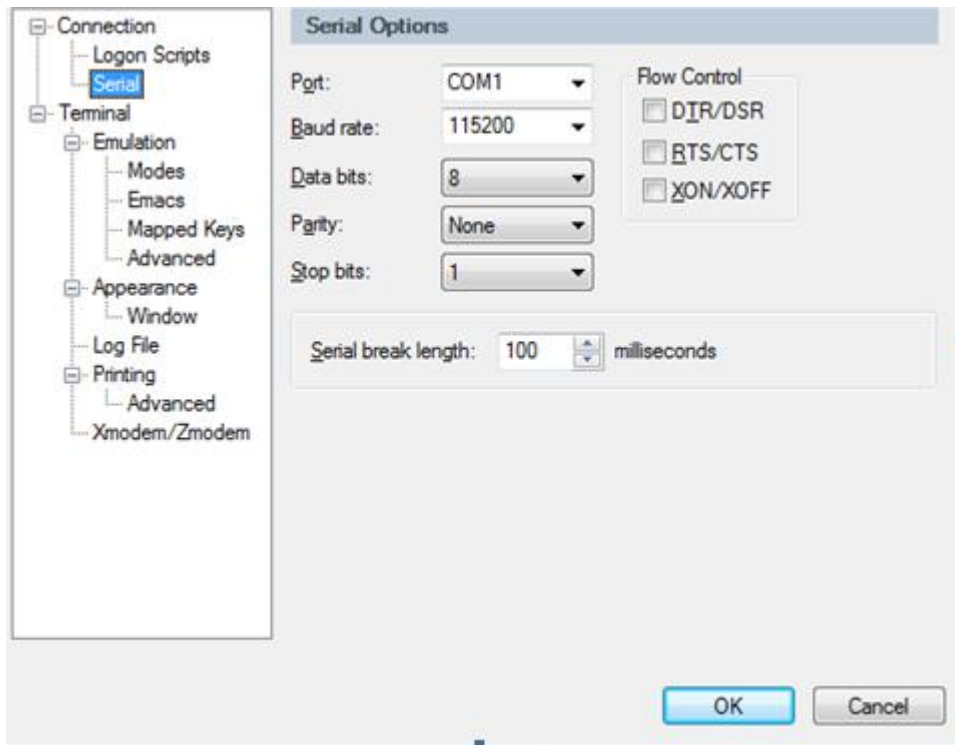 Connection
Logon Scripts
Serial
Terminal
Emulation
Modes
Emacs
Mapped Keys
Advanced
Appearance
Window
Log File
Printing
Advanced
Xmodem/Zmodem
Serial Options
Port: COM1
Baud rate: 115200
Data bits: 8
Parity: None
Stop bits: 1
Flow Control
DTR/DSR
RTS/CTS
XON/XOFF
Serial break length: 100 milliseconds
OK Cancel